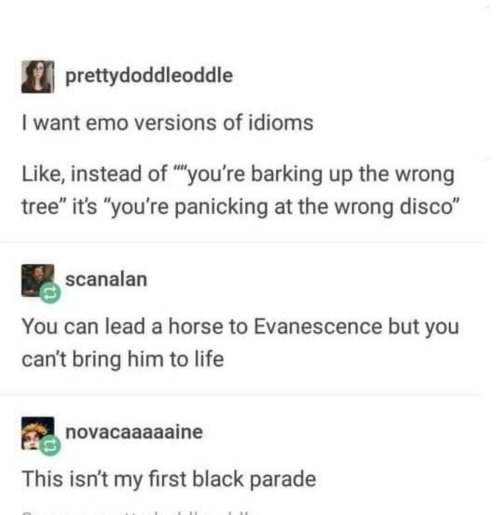 prettydoddleoddle
I want emo versions of idioms
Like, instead of ““you’re barking up the wrong
tree” it’s “you’re panicking at the wrong disco”
scanalan
You can lead a horse to Evanescence but you
can’t bring him to life
novacaaaaaine
This isn’t my first black parade